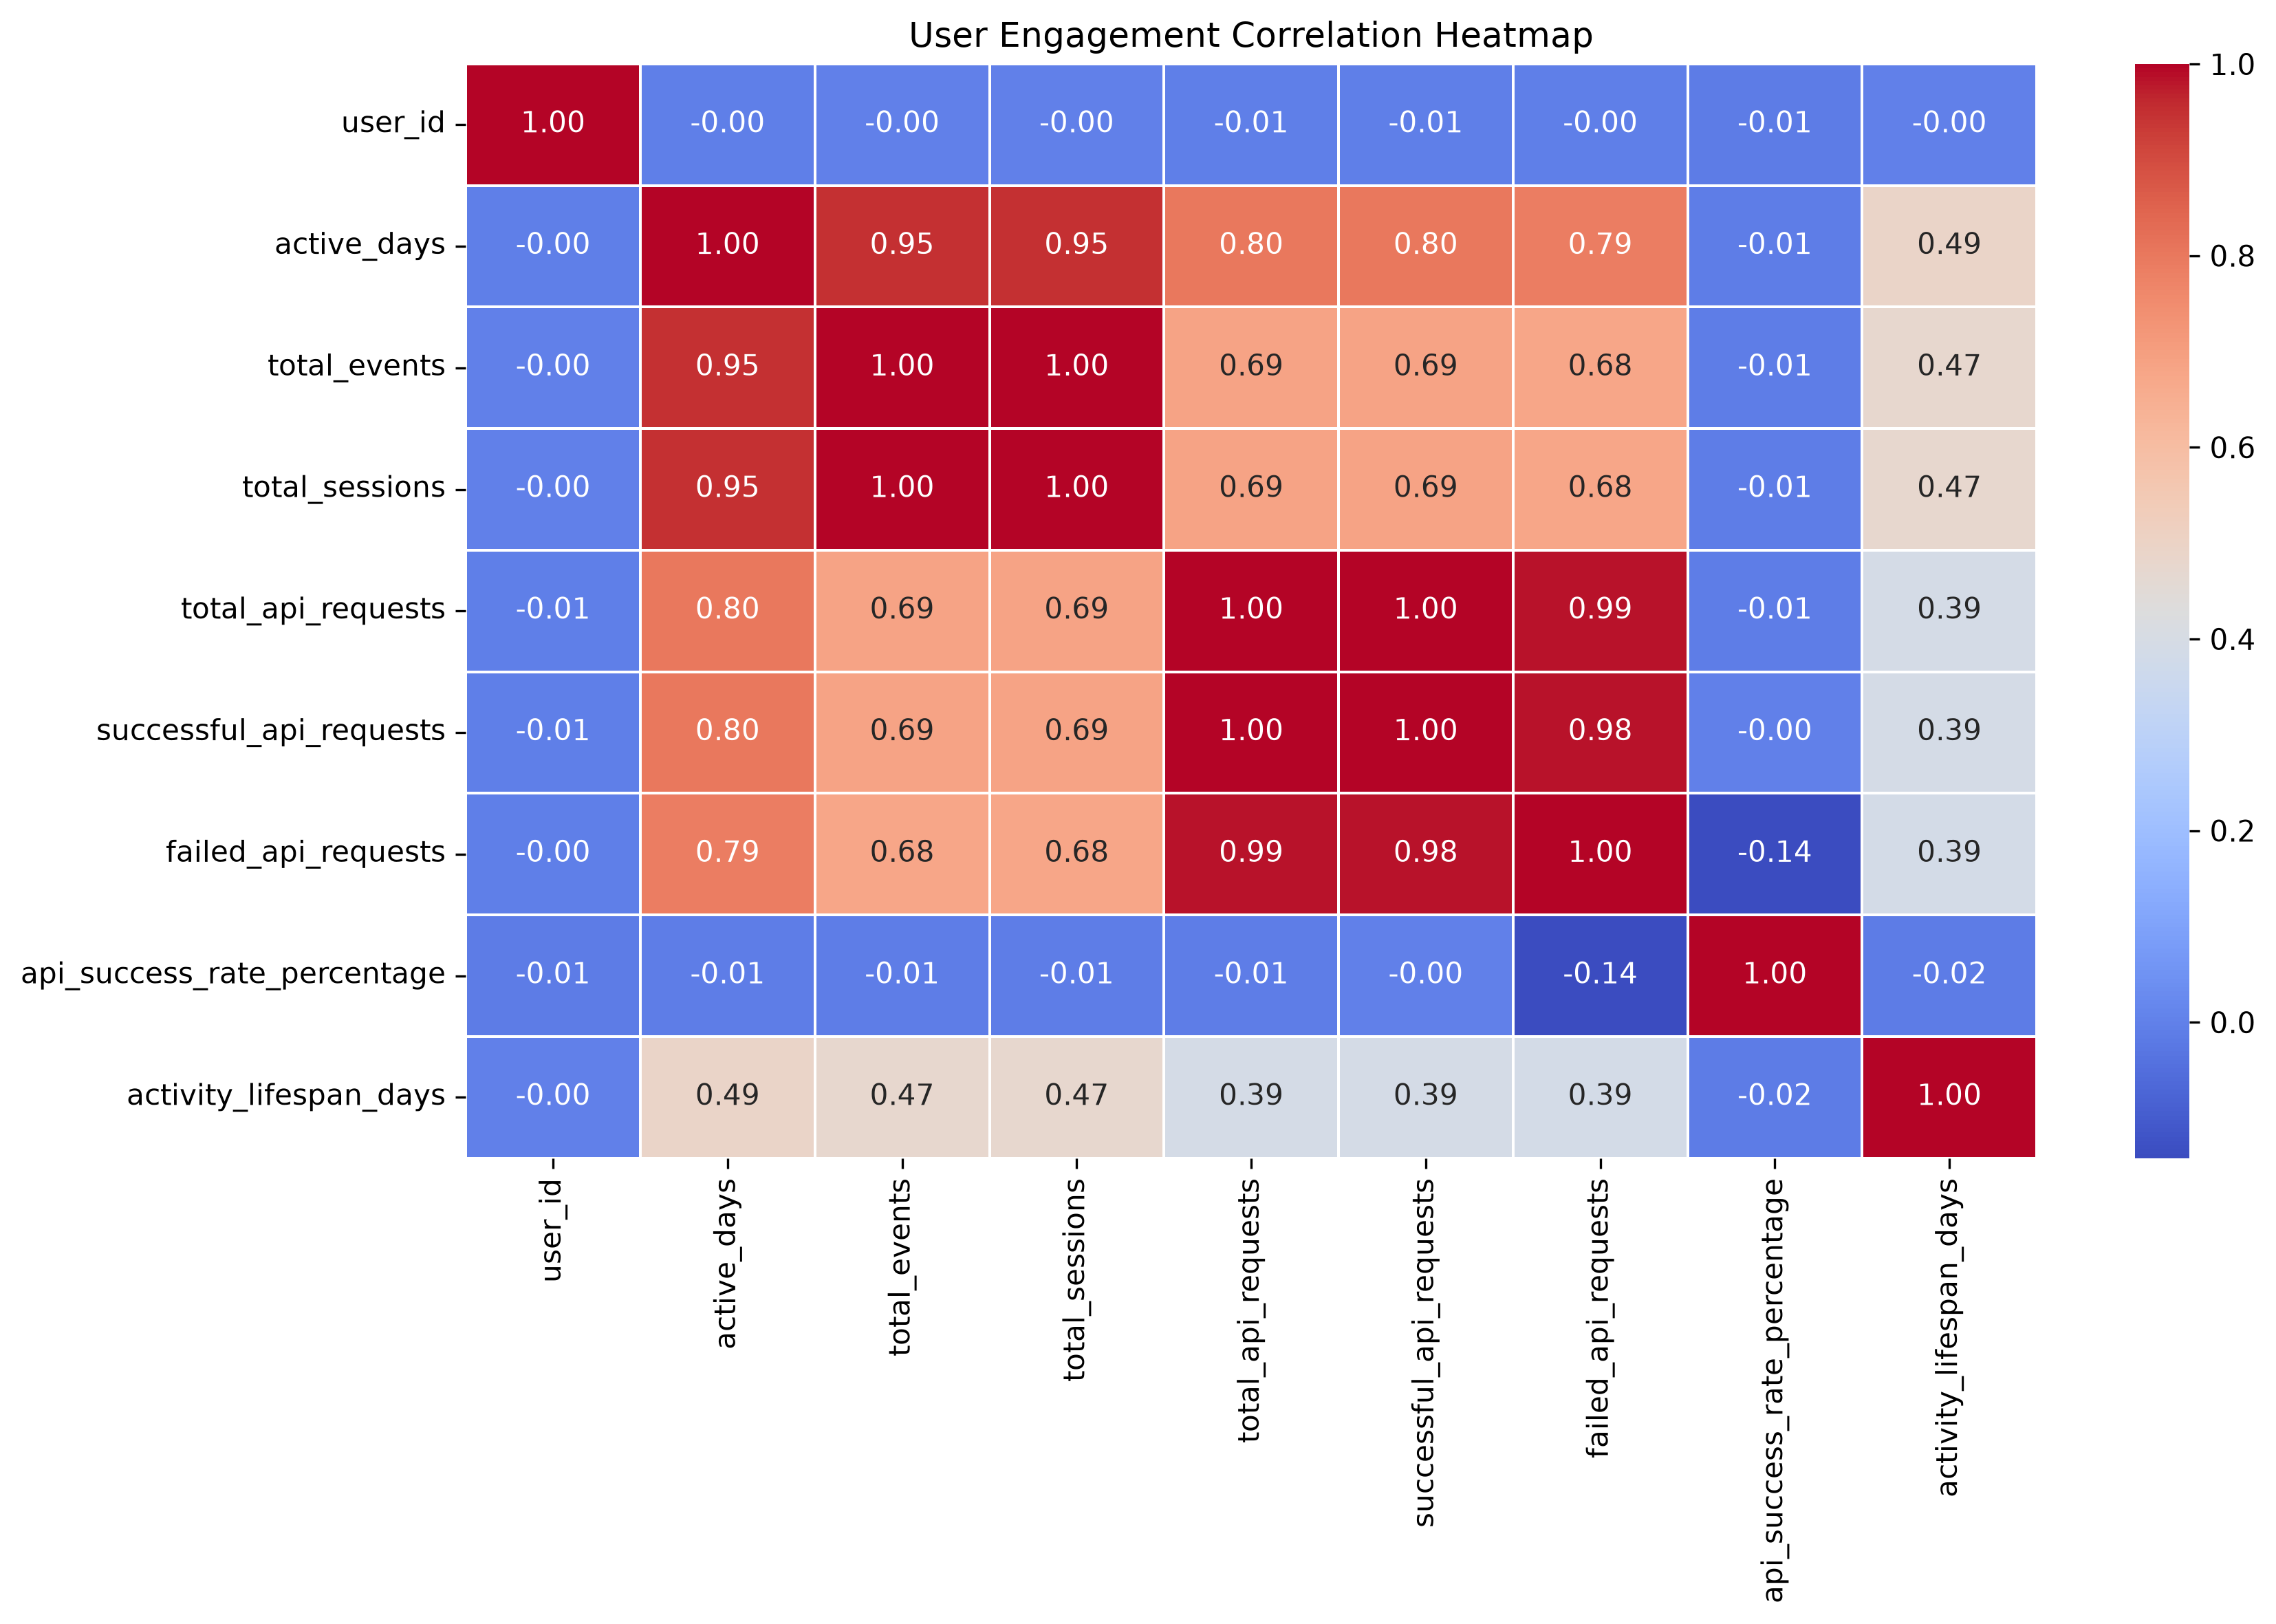 User Engagement Correlation Heatmap
user_id 1.00 -0.00 -0.00 -0.00 -0.01 -0.01 -0.00 -0.01 -0.00
active_days -0.00 1.00 0.95 0.95 0.80 0.80 0.79 -0.01 0.49
total_events -0.00 0.95 1.00 1.00 0.69 0.69 0.68 -0.01 0.47
total_sessions -0.00 0.95 1.00 1.00 0.69 0.69 0.68 -0.01 0.47
total_api_requests -0.01 0.80 0.69 0.69 1.00 1.00 0.99 -0.01 0.39
successful_api_requests -0.01 0.80 0.69 0.69 1.00 1.00 0.98 -0.00 0.39
failed_api_requests -0.00 0.79 0.68 0.68 0.99 0.98 1.00 -0.14 0.39
api_success_rate_percentage -0.01 -0.01 -0.01 -0.01 -0.01 -0.00 -0.14 1.00 -0.02
activity_lifespan_days -0.00 0.49 0.47 0.47 0.39 0.39 0.39 -0.02 1.00
user_id
active_days
total_events
total_sessions
total_api_requests
successful_api_requests
failed_api_requests
api_success_rate_percentage
activity_lifespan_days
1.0
0.8
0.6
0.4
0.2
0.0